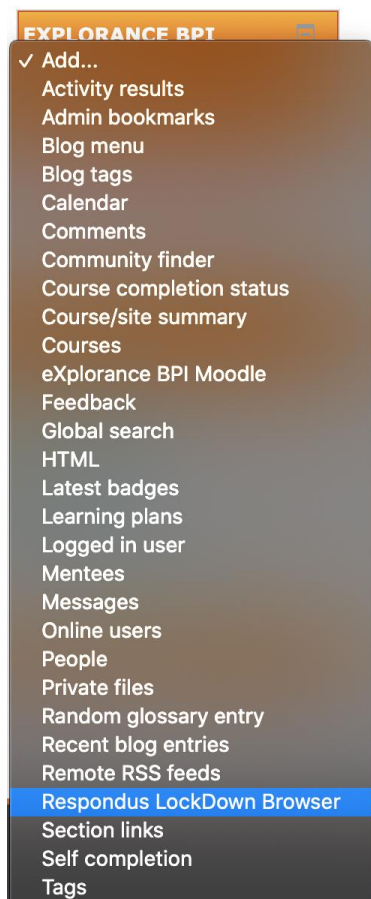 EXPLORANCE BPI
✓ Add...
Activity results
Admin bookmarks
Blog menu
Blog tags
Calendar
Comments
Community finder
Course completion status
Course/site summary
Courses
eXplorance BPI Moodle
Feedback
Global search
HTML
Latest badges
Learning plans
Logged in user
Mentees
Messages
Online users
People
Private files
Random glossary entry
Recent blog entries
Remote RSS feeds
Respondus LockDown Browser
Section links
Self completion
Tags